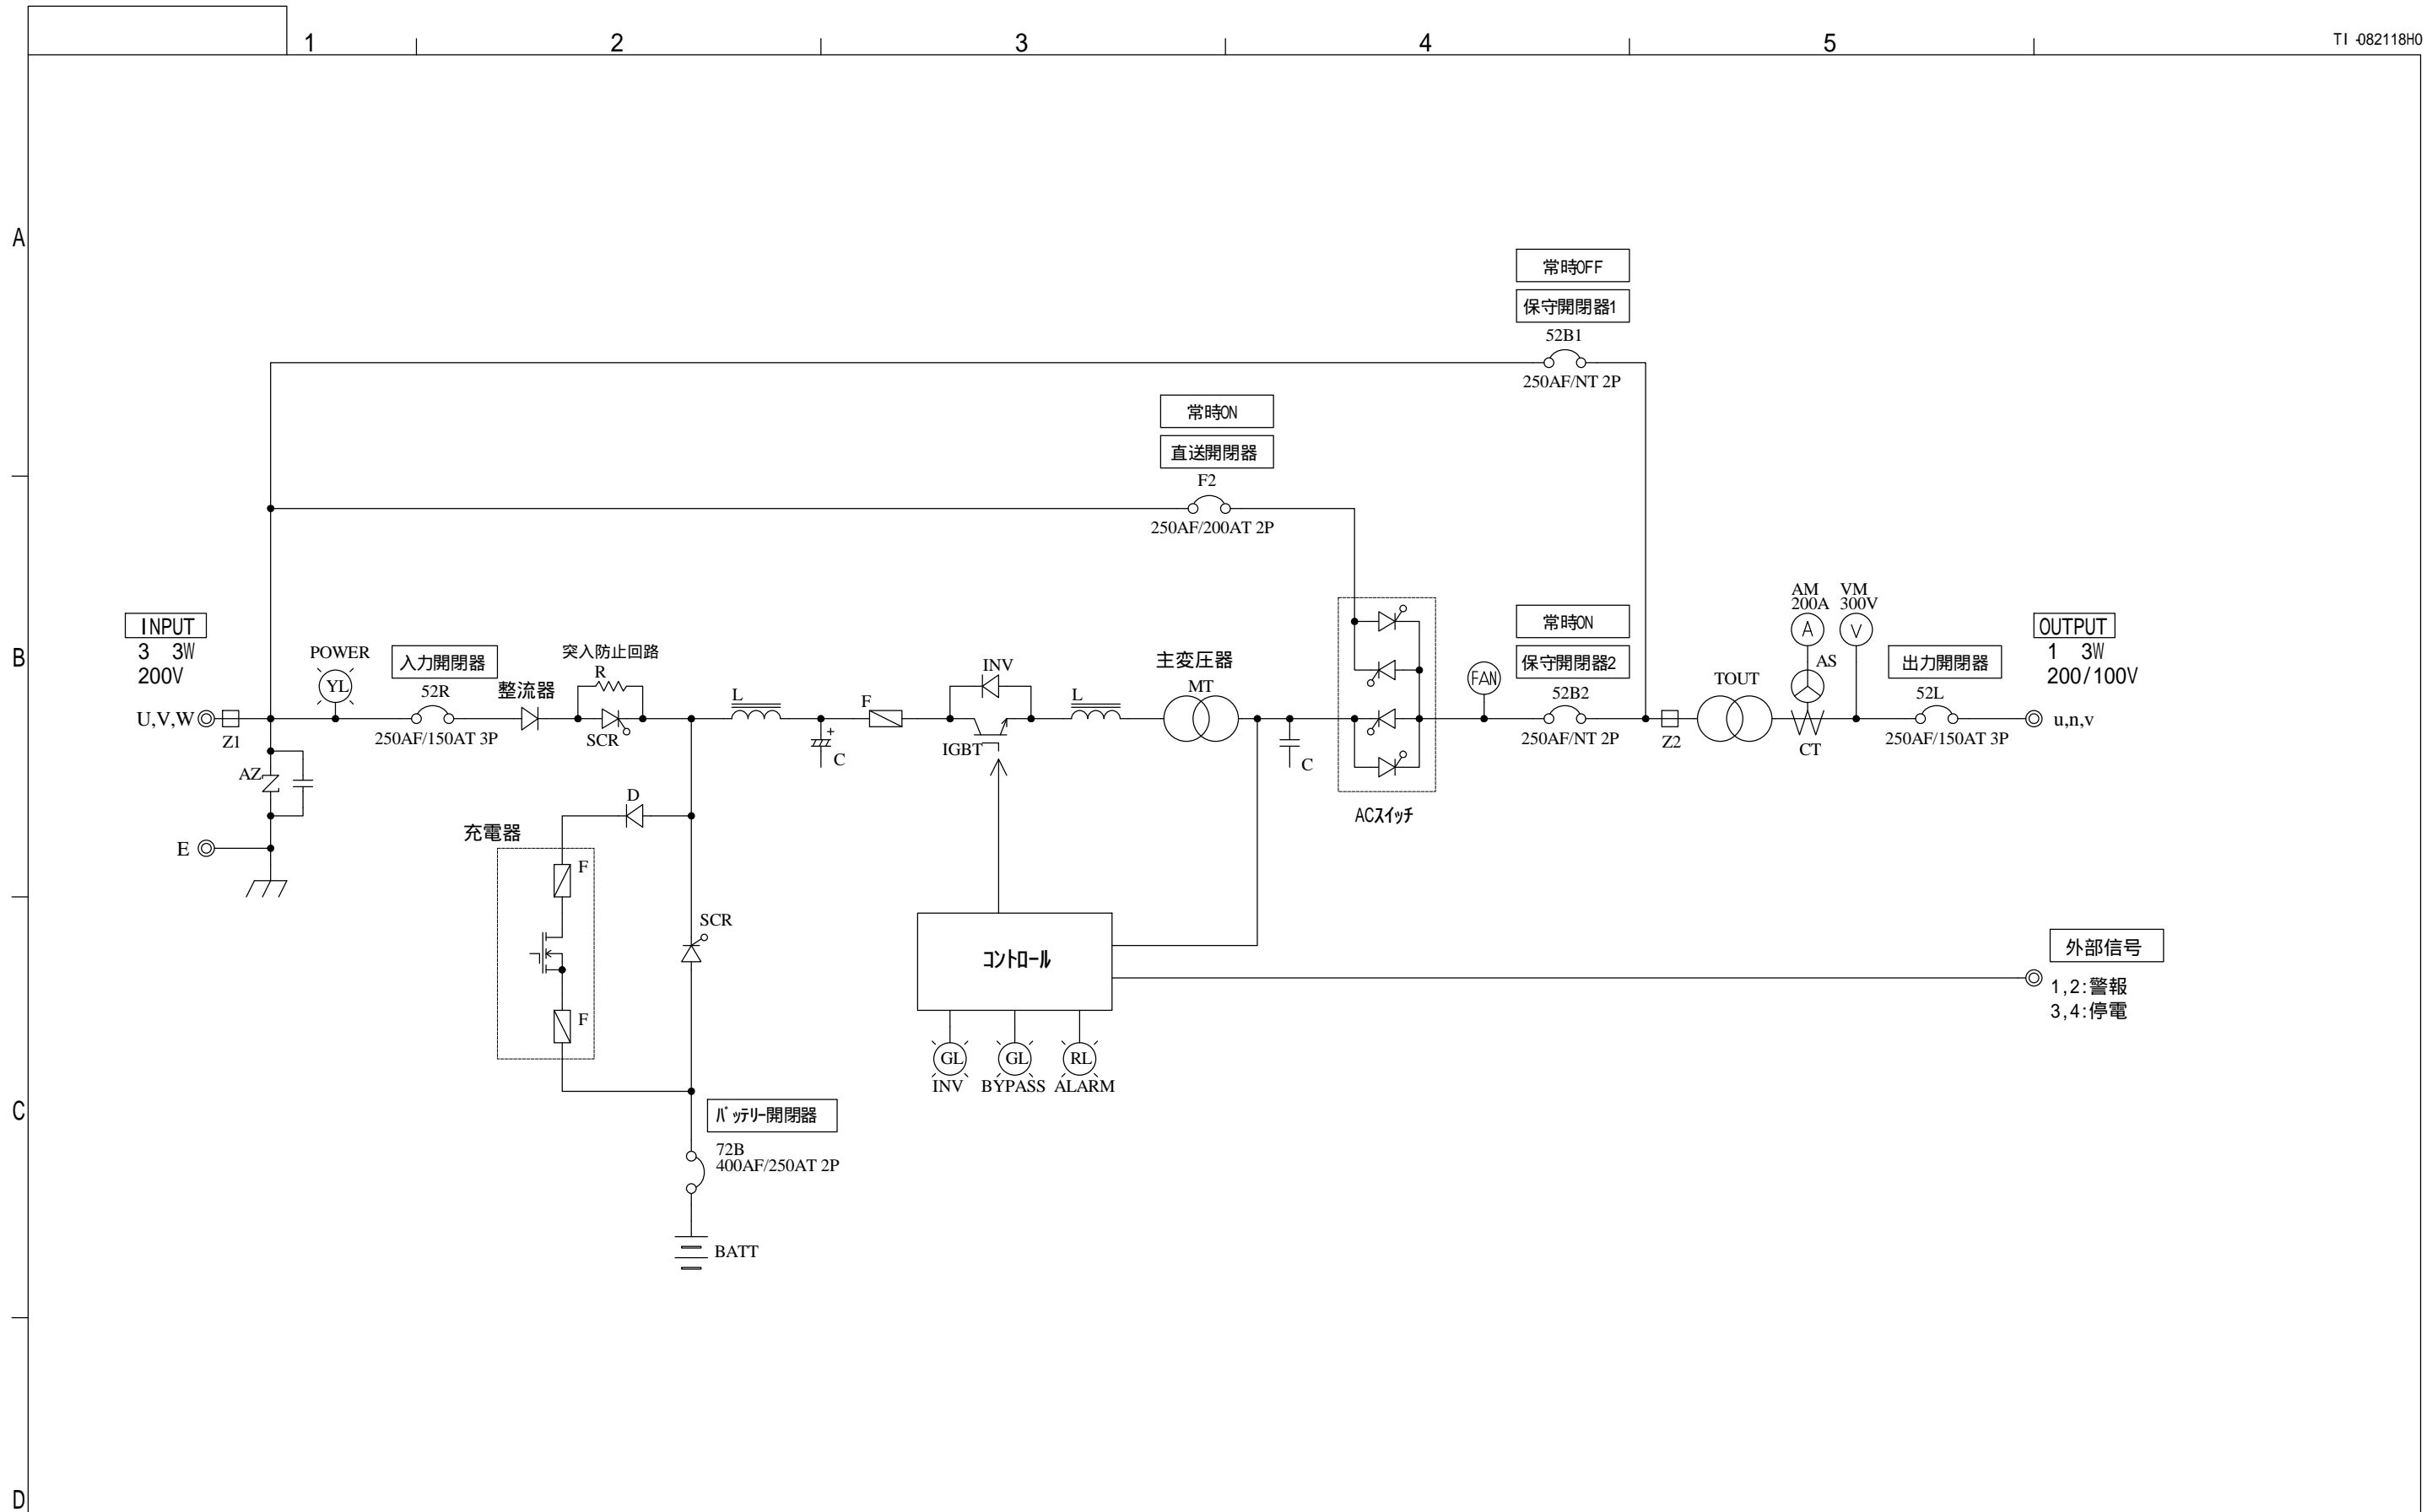 1
2
3
4
5
TI-082118H0
A
常時OFF
保守開閉器1
52B1
250AF/NT 2P
常時ON
直送開閉器
F2
250AF/200AT 2P
B
INPUT
3 3W
200V
U,V,W
Z1
POWER
YL
入力開閉器
52R
250AF/150AT 3P
整流器
突入防止回路
R
SCR
L
C
F
INV
IGBT
L
主変圧器
MT
C
ACスイッチ
FAN
常時ON
保守開閉器2
52B2
250AF/NT 2P
Z2
TOUT
AM
200A
A
VM
300V
V
AS
CT
出力開閉器
52L
250AF/150AT 3P
OUTPUT
1 3W
200/100V
u,n,v
AZ
E
充電器
D
F
F
SCR
コントロール
GL
INV
GL
BYPASS
RL
ALARM
外部信号
1,2:警報
3,4:停電
C
バッテリー開閉器
72B
400AF/250AT 2P
BATT
D